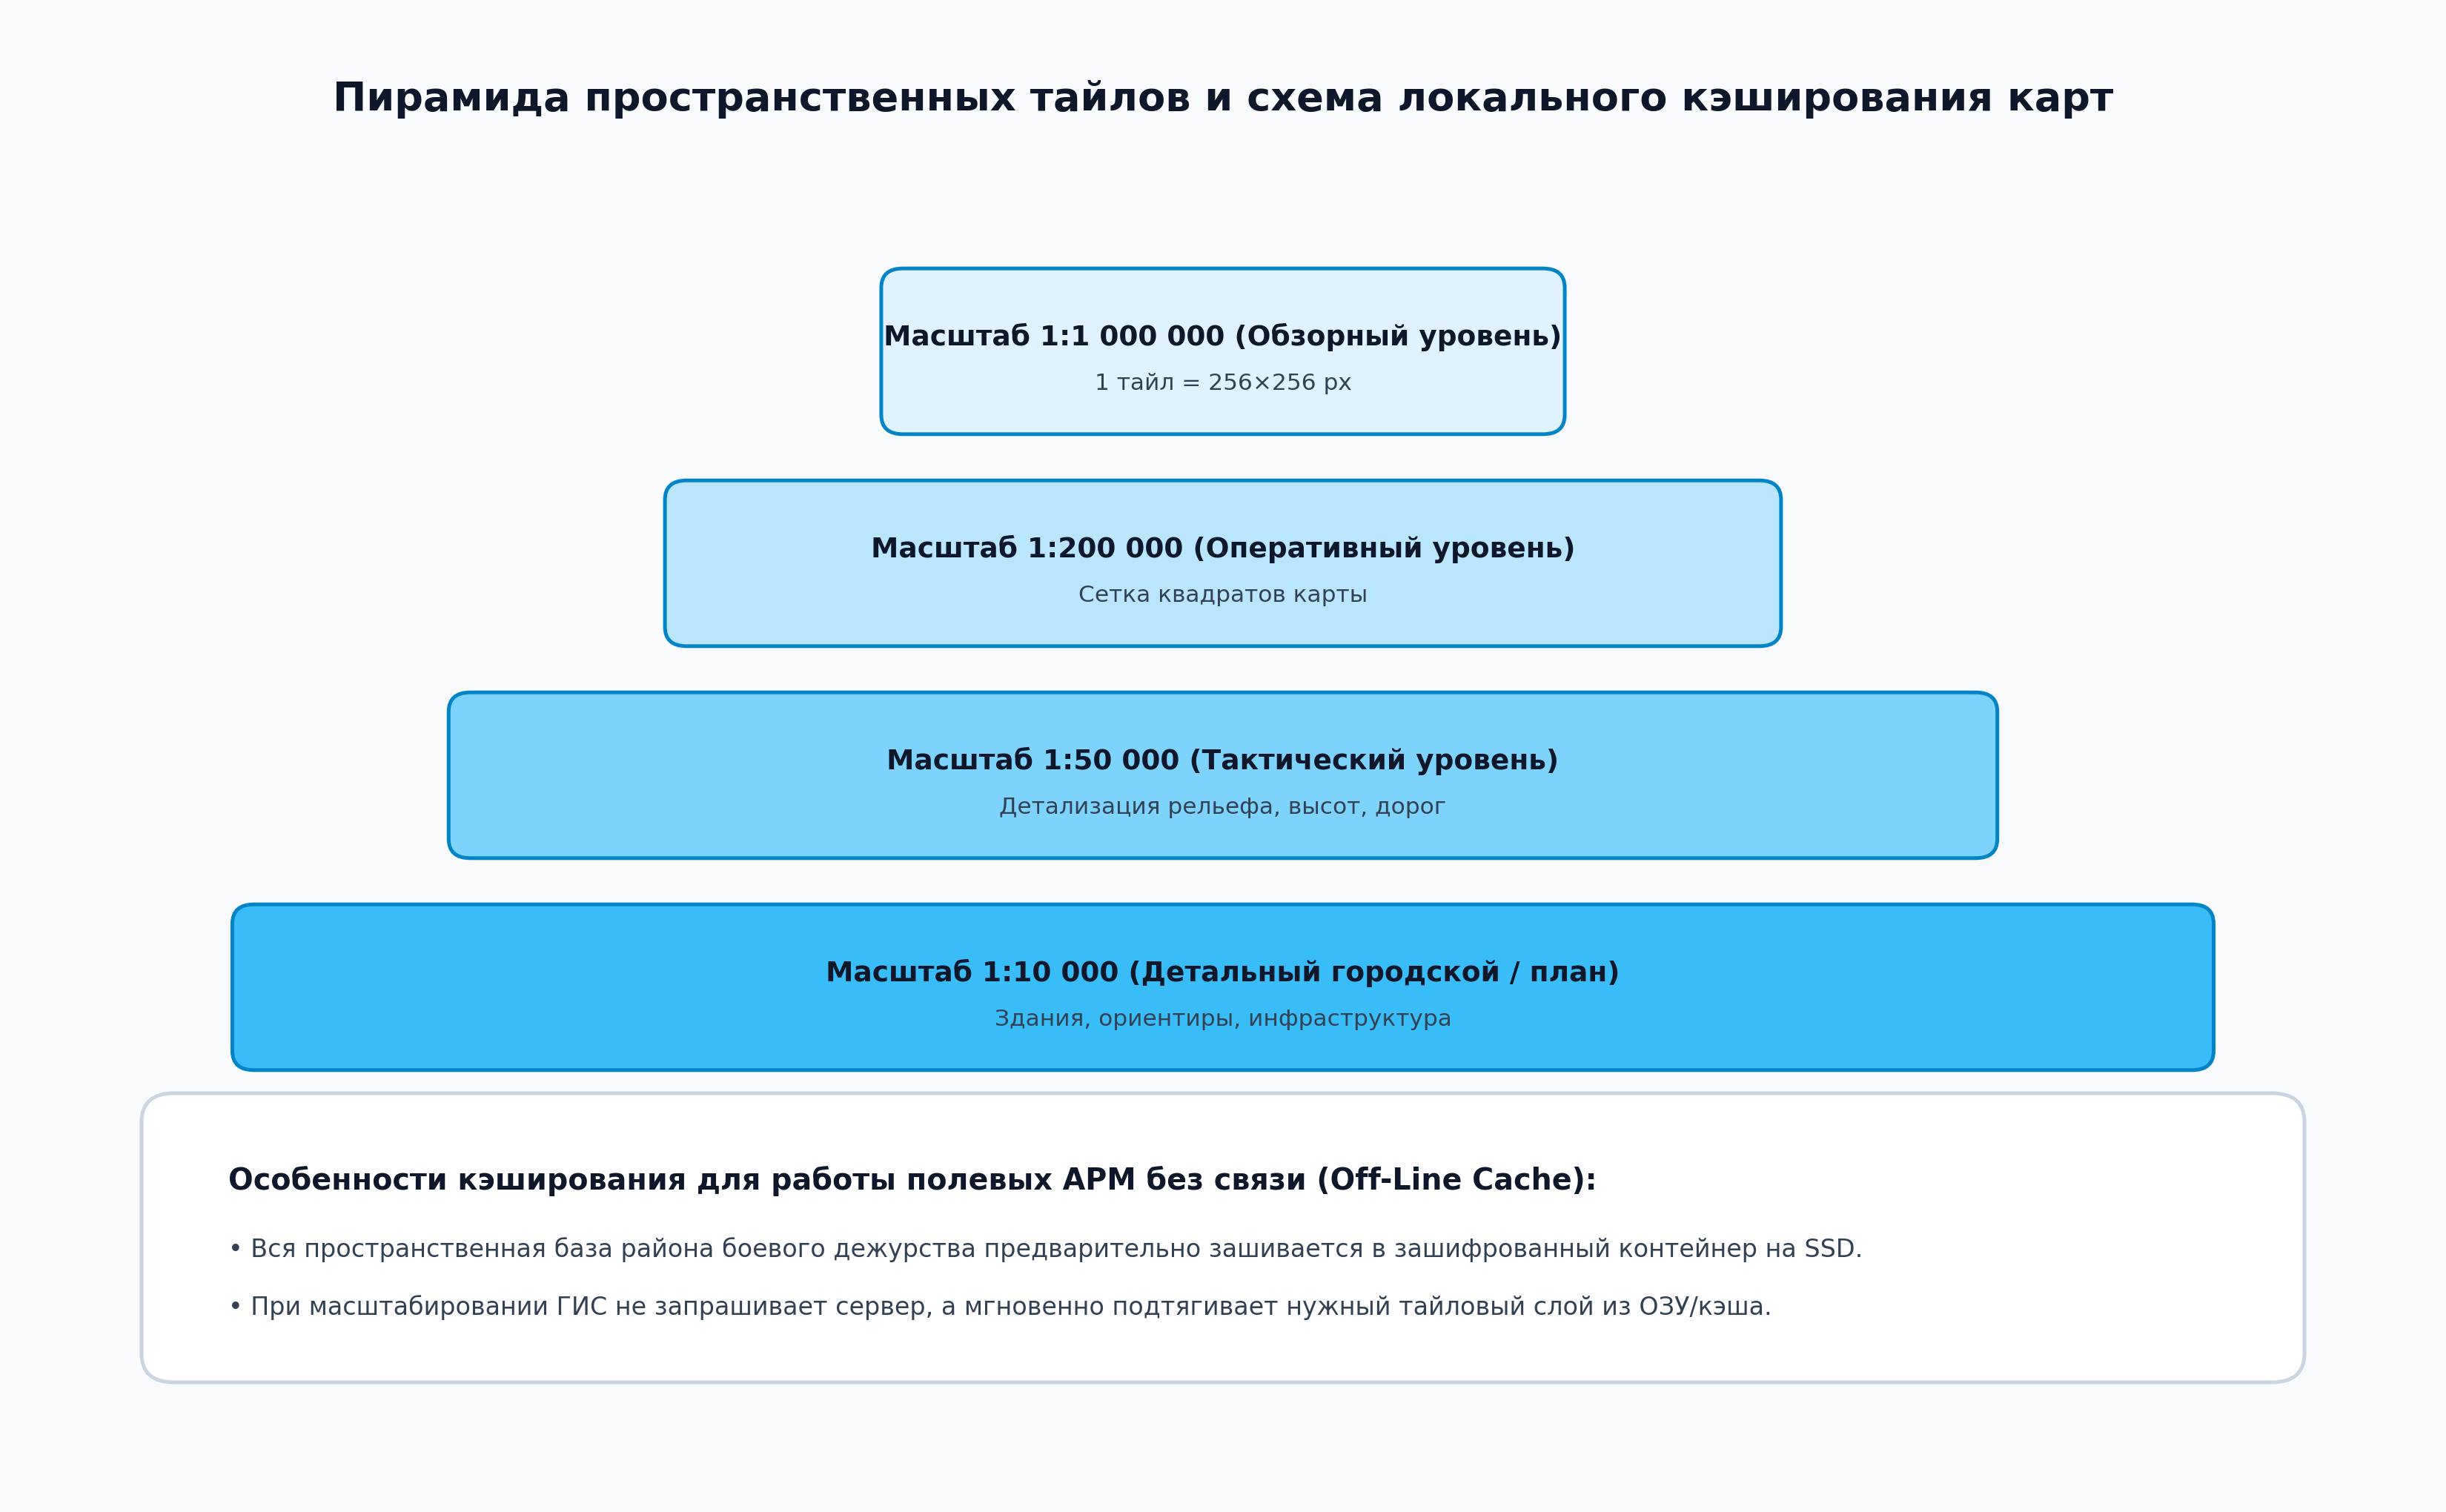 Пирамида пространственных тайлов и схема локального кэширования карт
Масштаб 1:1 000 000 (Обзорный уровень)
1 тайл = 256×256 px
Масштаб 1:200 000 (Оперативный уровень)
Сетка квадратов карты
Масштаб 1:50 000 (Тактический уровень)
Детализация рельефа, высот, дорог
Масштаб 1:10 000 (Детальный городской / план)
Здания, ориентиры, инфраструктура
Особенности кэширования для работы полевых АРМ без связи (Off-Line Cache):
• Вся пространственная база района боевого дежурства предварительно зашивается в зашифрованный контейнер на SSD.
• При масштабировании ГИС не запрашивает сервер, а мгновенно подтягивает нужный тайловый слой из ОЗУ/кэша.